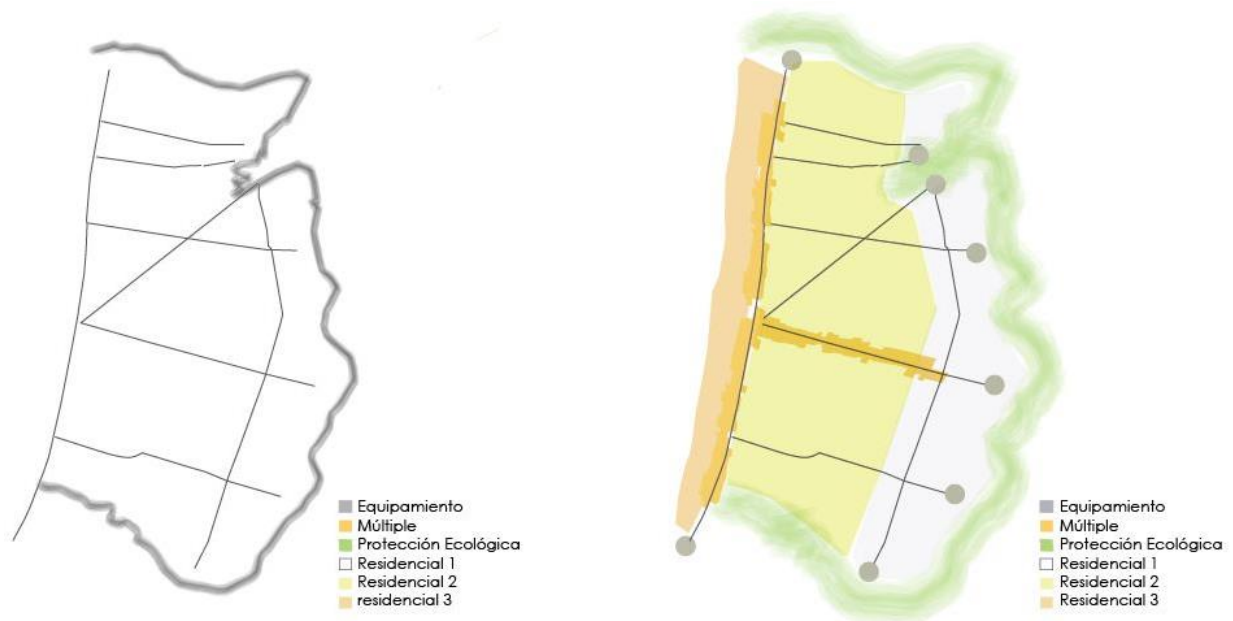 Equipamiento
Múltiple
Protección Ecológica
Residencial 1
Residencial 2
residencial 3
Equipamiento
Múltiple
Protección Ecológica
Residencial 1
Residencial 2
Residencial 3